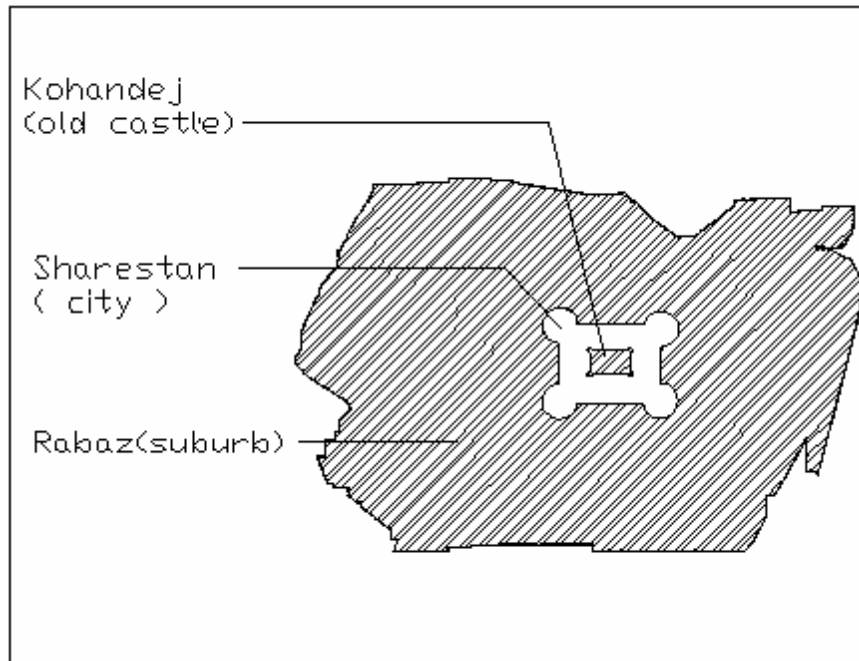 Kohandej
(old castle)
Sharestan
( city )
Rabaz(suburb)